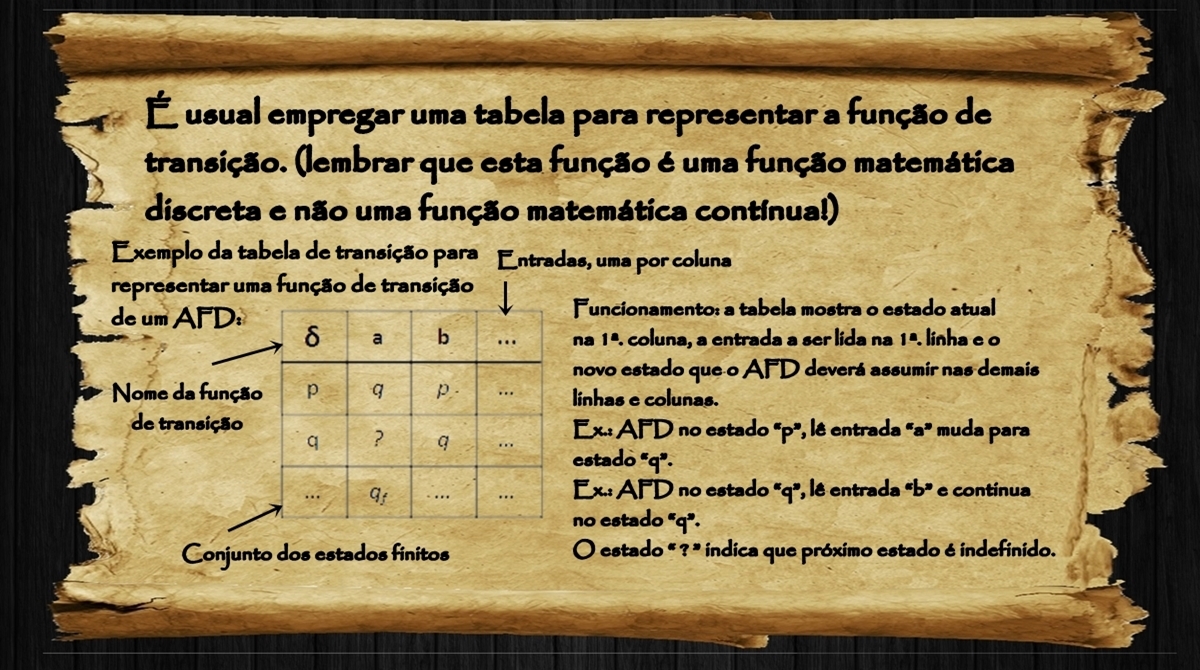 É usual empregar uma tabela para representar a função de
transição. (lembrar que esta função é uma função matemática
discreta e não uma função matemática contínua!)
Exemplo da tabela de transição para
representar uma função de transição
de um AFD:
Entradas, uma por coluna
δ a b ...
p q p ...
q ? q ...
... qf ... ...
Nome da função
de transição
Conjunto dos estados finitos
Funcionamento: a tabela mostra o estado atual
na 1ª. coluna, a entrada a ser lida na 1ª. linha e o
novo estado que o AFD deverá assumir nas demais
linhas e colunas.
Ex.: AFD no estado “p”, lê entrada “a” muda para
estado “q”.
Ex.: AFD no estado “q”, lê entrada “b” e continua
no estado “q”.
O estado “ ? ” indica que próximo estado é indefinido.